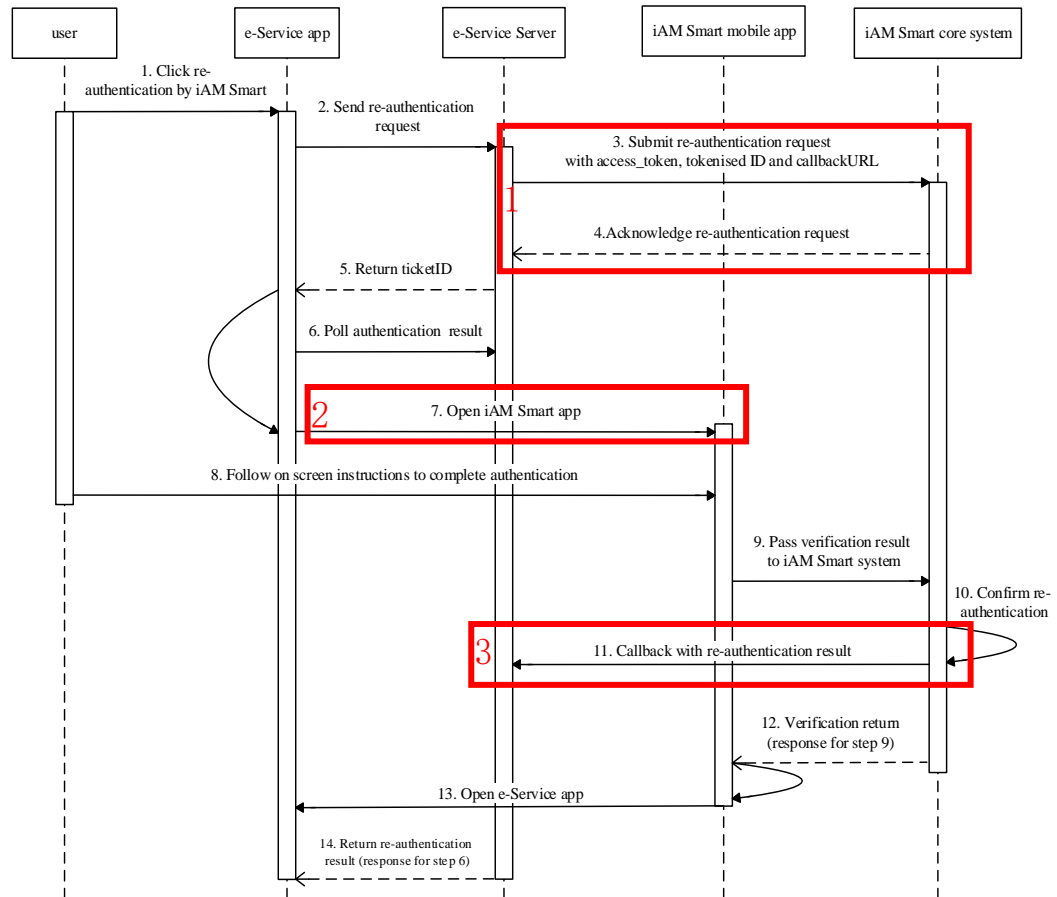 user
e-Service app
e-Service Server
iAM Smart mobile app
iAM Smart core system
1. Click re-
authentication by iAM Smart
2. Send re-authentication
request
3. Submit re-authentication request
with access_token, tokenised ID and callbackURL
1
4.Acknowledge re-authentication request
5. Return ticketID
6. Poll authentication result
2
7. Open iAM Smart app
8. Follow on screen instructions to complete authentication
9. Pass verification result
to iAM Smart system
10. Confirm re-
authentication
3
11. Callback with re-authentication result
12. Verification return
(response for step 9)
13. Open e-Service app
14. Return re-authentication
result (response for step 6)